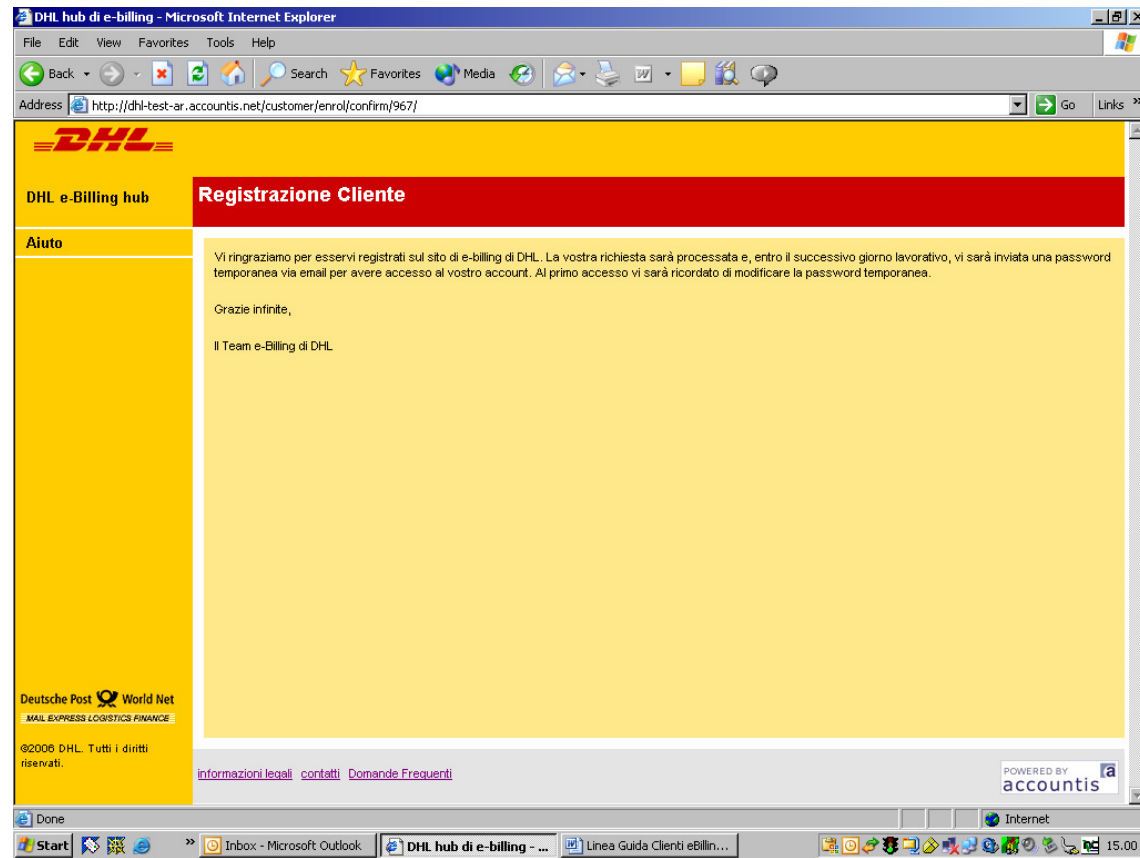 DHL hub di e-billing - Microsoft Internet Explorer
File Edit View Favorites Tools Help
Back Search Favorites Media
Address http://dhl-test-ar.accountis.net/customer/enrol/confirm/967/ Go Links »
DHL
DHL e-Billing hub
Registrazione Cliente
Aiuto
Vi ringraziamo per esservi registrati sul sito di e-billing di DHL. La vostra richiesta sarà processata e, entro il successivo giorno lavorativo, vi sarà inviata una password
temporanea via email per avere accesso al vostro account. Al primo accesso vi sarà ricordato di modificare la password temporanea.
Grazie infinite,
Il Team e-Billing di DHL
Deutsche Post World Net
MAIL EXPRESS LOGISTICS FINANCE
©2006 DHL. Tutti i diritti
riservati.
informazioni legali contatti Domande Frequenti
POWERED BY
accountis
Done Internet
Start » Inbox - Microsoft Outlook DHL hub di e-billing - ... Linea Guida Clienti eBillin... 15.00